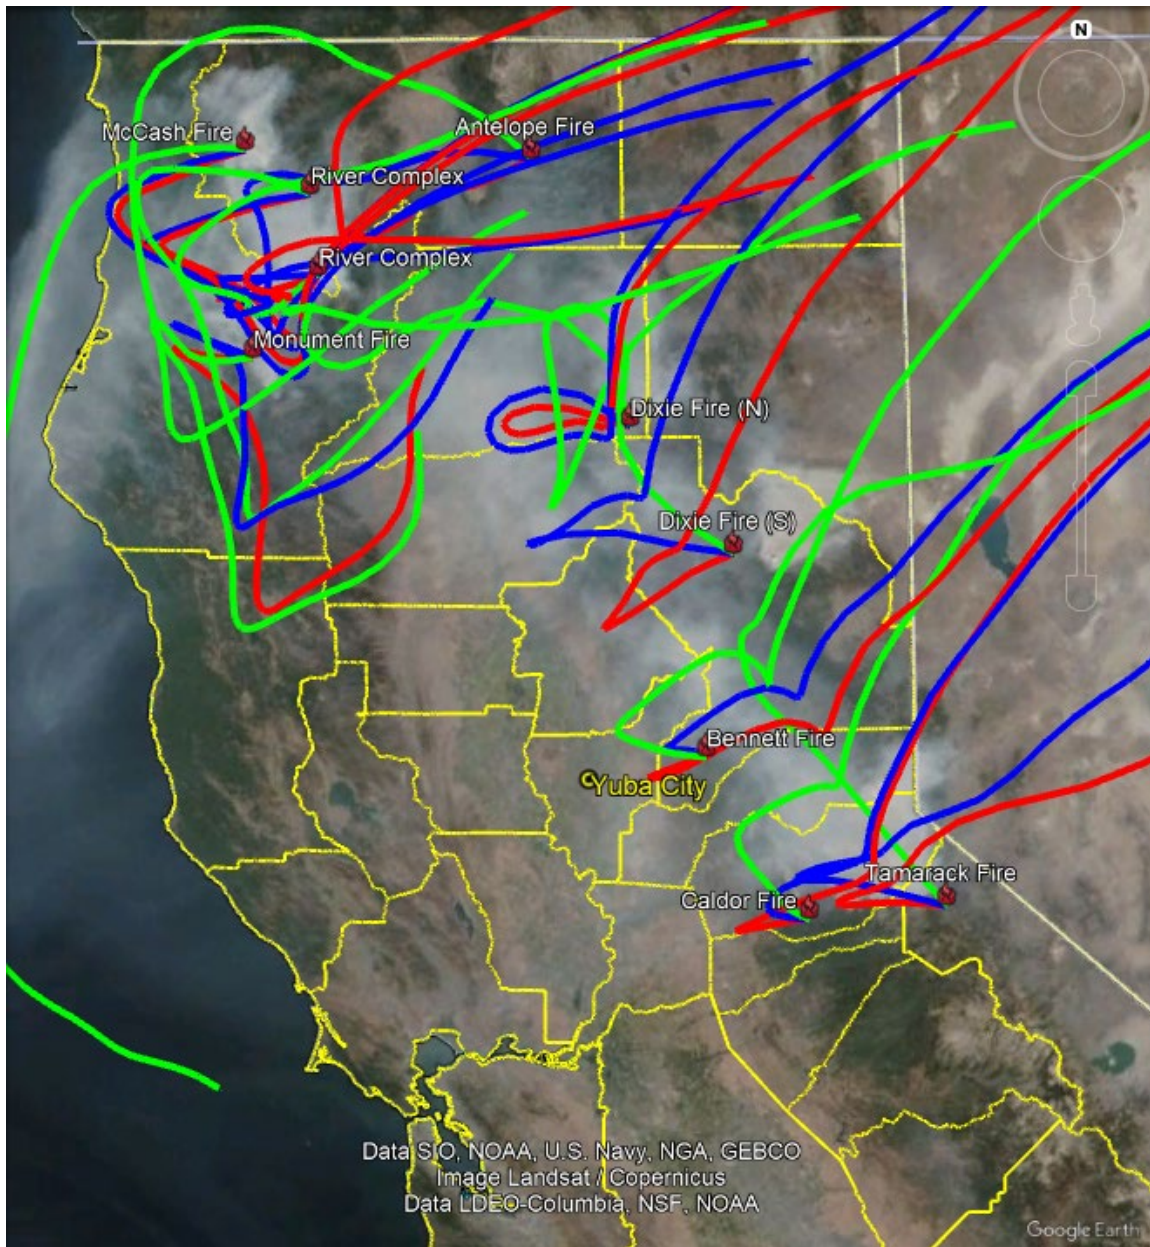 N
McCash Fire
Antelope Fire
River Complex
River Complex
Monument Fire
Dixie Fire (N)
Dixie Fire (S)
Bennett Fire
Yuba City
Tamarack Fire
Caldor Fire
Data SIO, NOAA, U.S. Navy, NGA, GEBCO
Image Landsat / Copernicus
Data LDEO-Columbia, NSF, NOAA
Google Earth